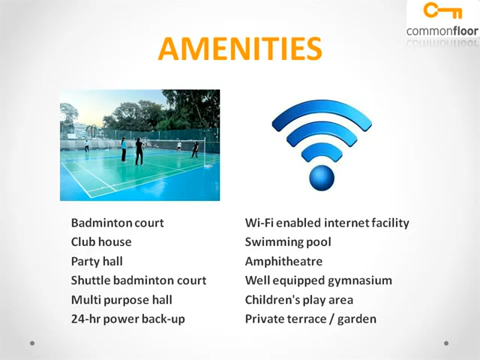 commonfloor
AMENITIES
Badminton court
Club house
Party hall
Shuttle badminton court
Multi purpose hall
24-hr power back-up
Wi-Fi enabled internet facility
Swimming pool
Amphitheatre
Well equipped gymnasium
Children's play area
Private terrace / garden